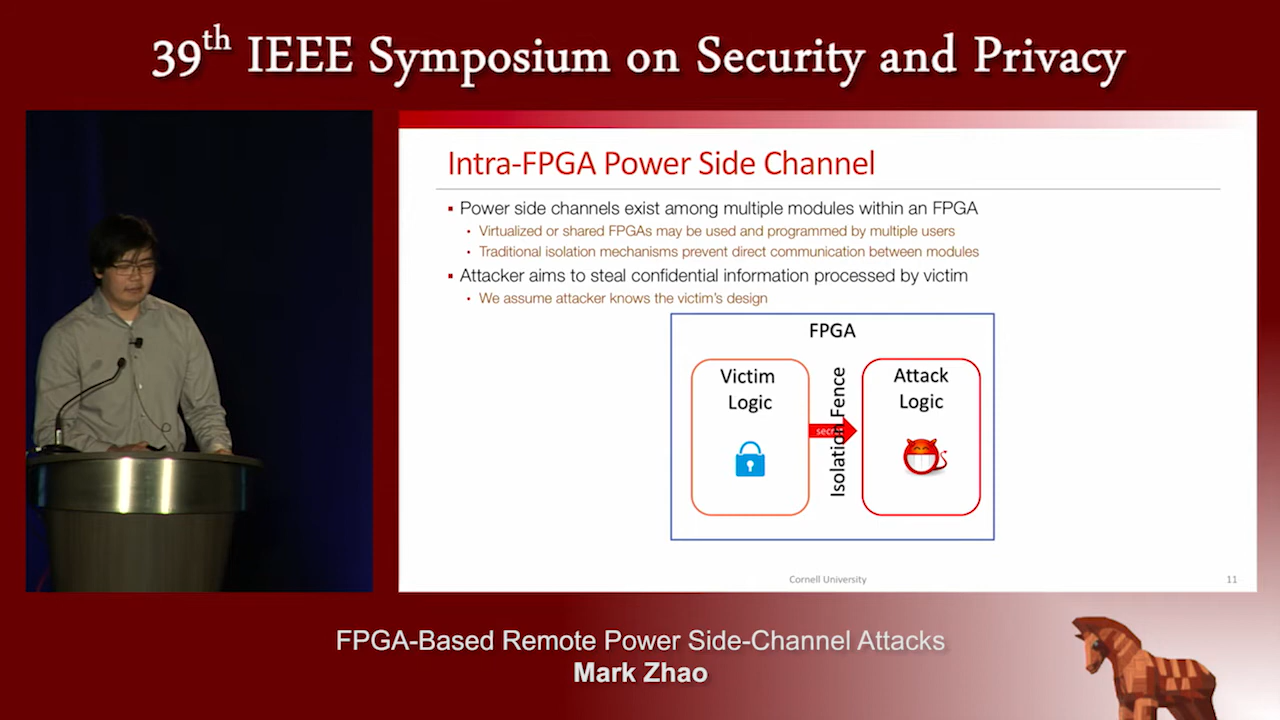 39th IEEE Symposium on Security and Privacy
Intra-FPGA Power Side Channel
Power side channels exist among multiple modules within an FPGA
Virtualized or shared FPGAs may be used and programmed by multiple users
Traditional isolation mechanisms prevent direct communication between modules
Attacker aims to steal confidential information processed by victim
We assume attacker knows the victim's design
FPGA
Victim
Logic
Isolation Fence
Attack
Logic
Cornell University
11
FPGA-Based Remote Power Side-Channel Attacks
Mark Zhao